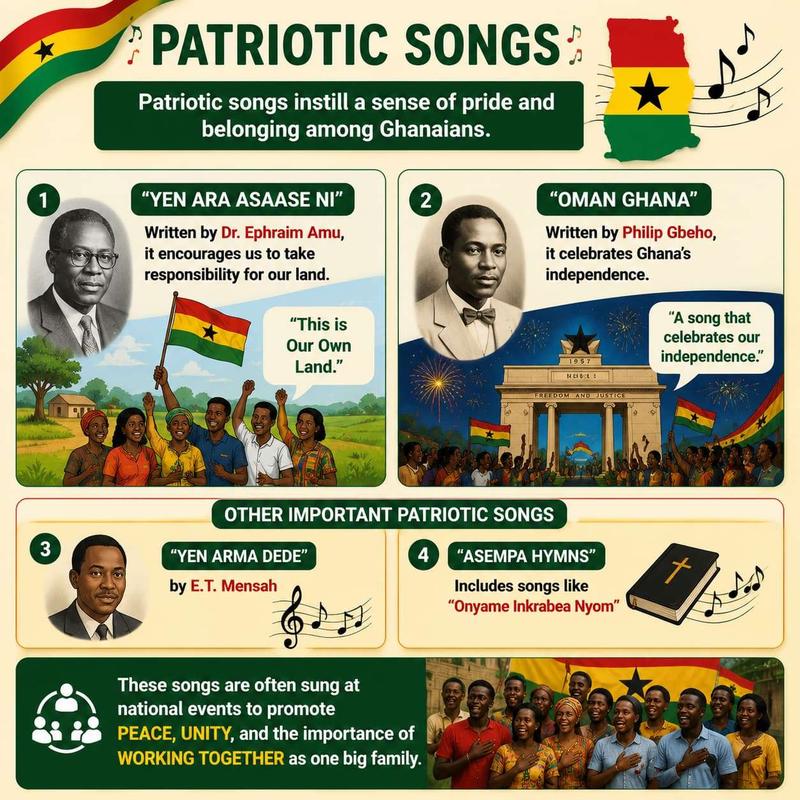 PATRIOTIC SONGS
Patriotic songs instill a sense of pride and
belonging among Ghanaians.
1
“YEN ARA ASAASE NI”
Written by Dr. Ephraim Amu,
it encourages us to take
responsibility for our land.
“This is
Our Own
Land.”
2
“OMAN GHANA”
Written by Philip Gbeho,
it celebrates Ghana’s
independence.
“A song that
celebrates our
independence.”
1957
FREEDOM AND JUSTICE
OTHER IMPORTANT PATRIOTIC SONGS
3
“YEN ARMA DEDE”
by E.T. Mensah
4
“ASEMPA HYMNS”
Includes songs like
“Onyame Inkrabea Nyom”
These songs are often sung at
national events to promote
PEACE, UNITY, and the importance of
WORKING TOGETHER as one big family.